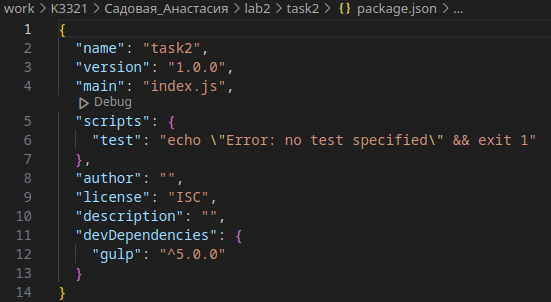 work > K3321 > Садовая_Анастасия > lab2 > task2 > {} package.json > ...
1 {
2 "name": "task2",
3 "version": "1.0.0",
4 "main": "index.js",
Debug
5 "scripts": {
6 "test": "echo \"Error: no test specified\" && exit 1"
7 },
8 "author": "",
9 "license": "ISC",
10 "description": "",
11 "devDependencies": {
12 "gulp": "^5.0.0"
13 }
14 }